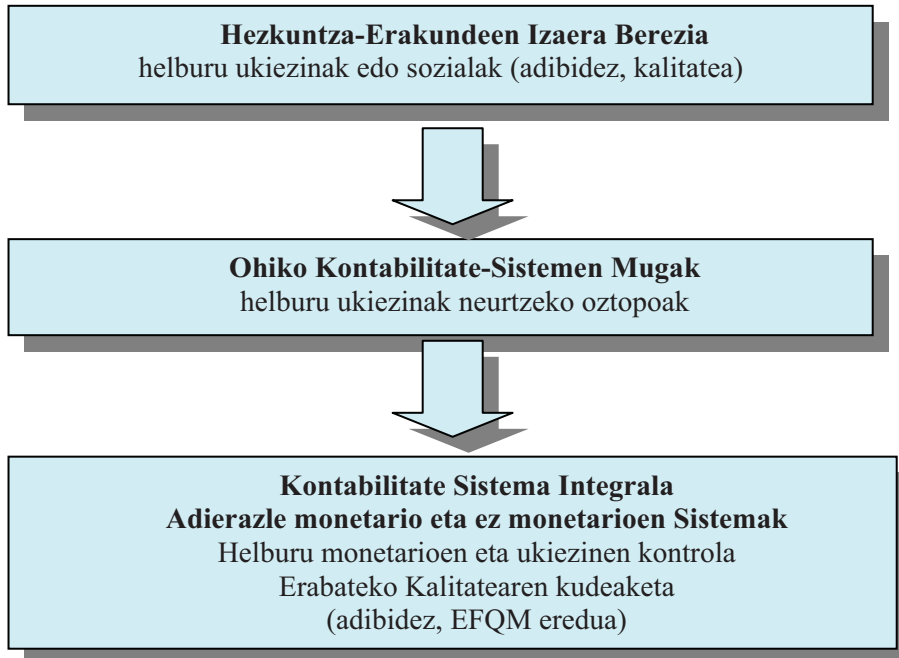 Hezkuntza-Erakundeen Izaera Berezia
helburu ukiezinak edo sozialak (adibidez, kalitatea)
Ohiko Kontabilitate-Sistemen Mugak
helburu ukiezinak neurtzeko oztopoak
Kontabilitate Sistema Integrala
Adierazle monetario eta ez monetarioen Sistemak
Helburu monetarioen eta ukiezinen kontrola
Erabateko Kalitatearen kudeaketa
(adibidez, EFQM eredua)